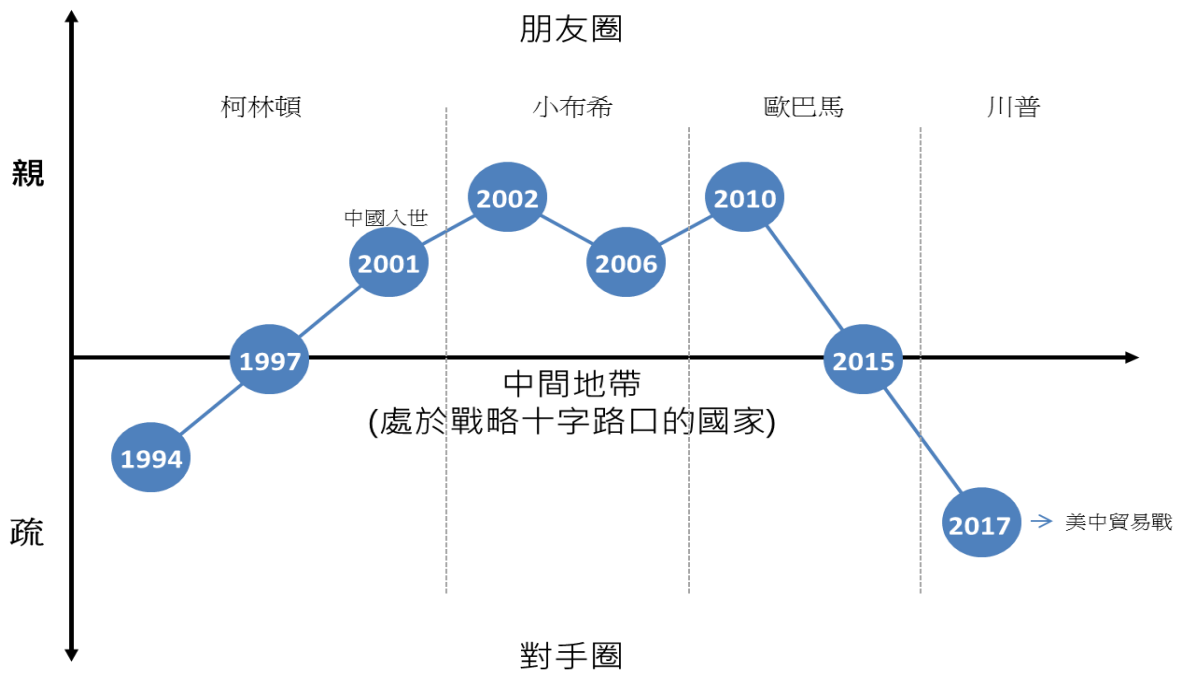 朋友圈
柯林頓
小布希
歐巴馬
川普
親
2002
2010
中國入世
2001
2006
1997
2015
中間地帶
(處於戰略十字路口的國家)
1994
疏
2017
美中貿易戰
對手圈